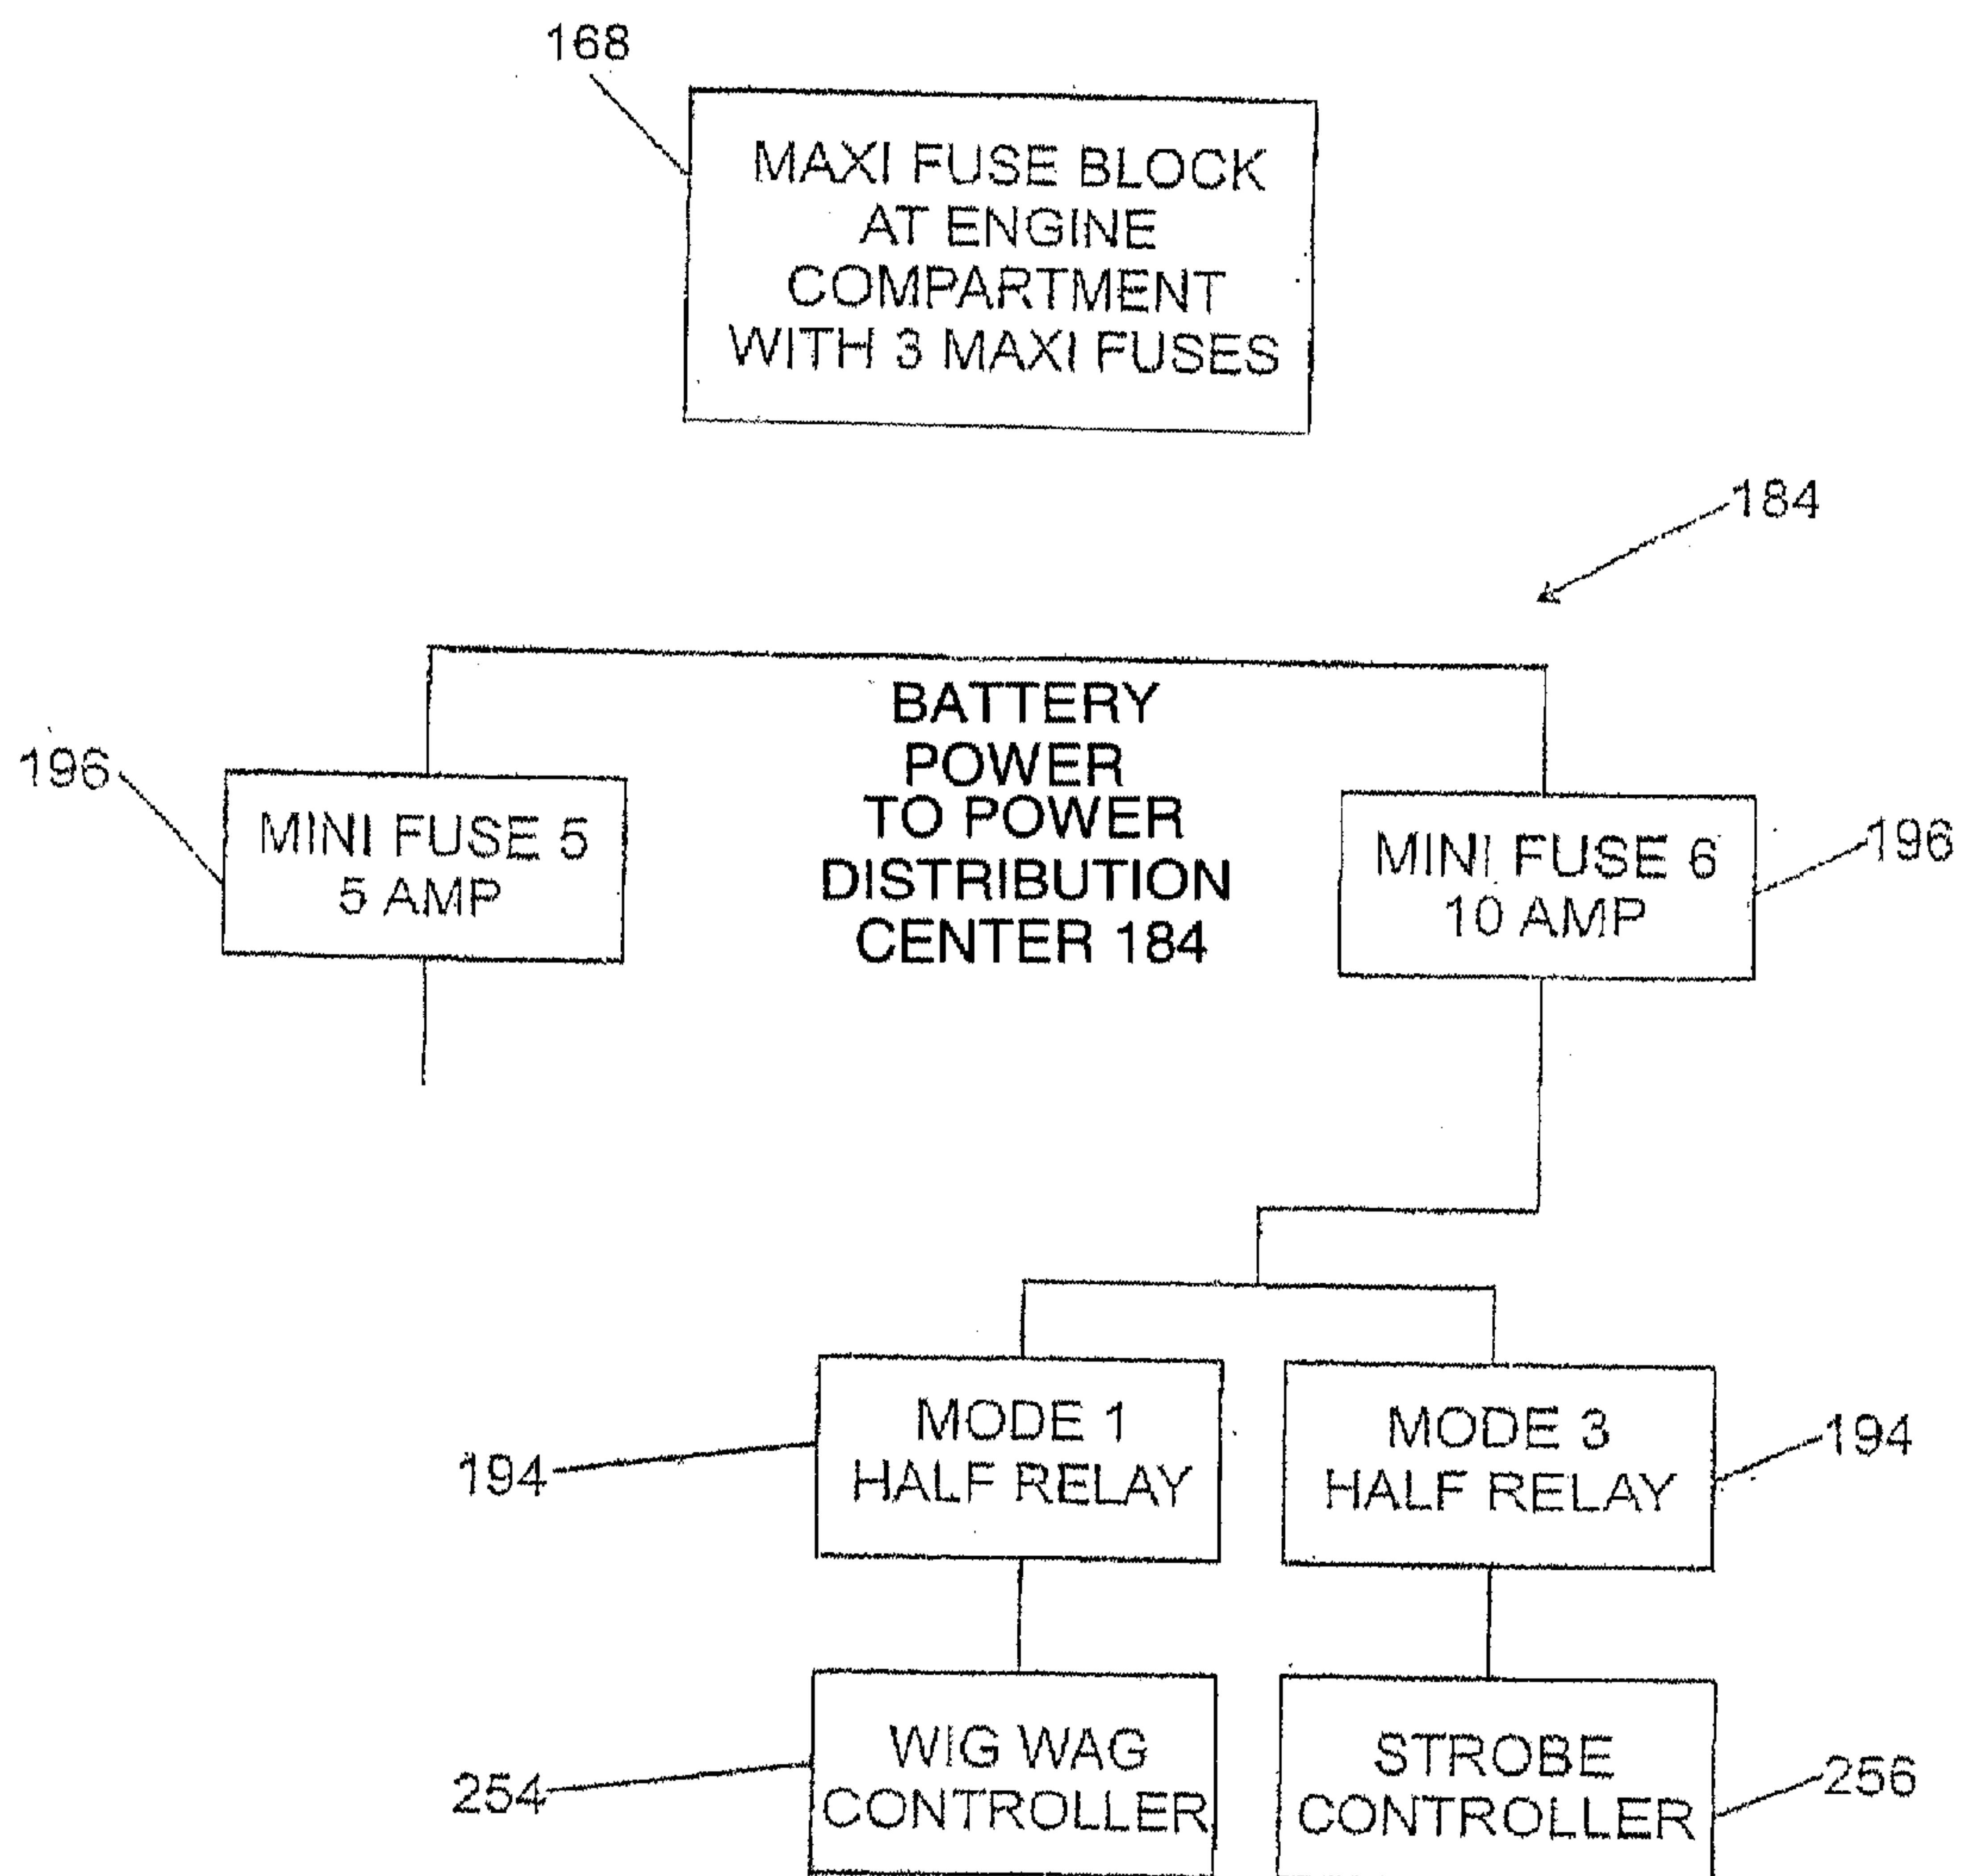 168
MAXI FUSE BLOCK
AT ENGINE
COMPARTMENT
WITH 3 MAXI FUSES
184
BATTERY
POWER
TO POWER
DISTRIBUTION
CENTER 184
196
MINI FUSE 5
5 AMP
MINI FUSE 6
10 AMP
196
194
MODE 1
HALF RELAY
MODE 3
HALF RELAY
194
254
WIG WAG
CONTROLLER
STROBE
CONTROLLER
256